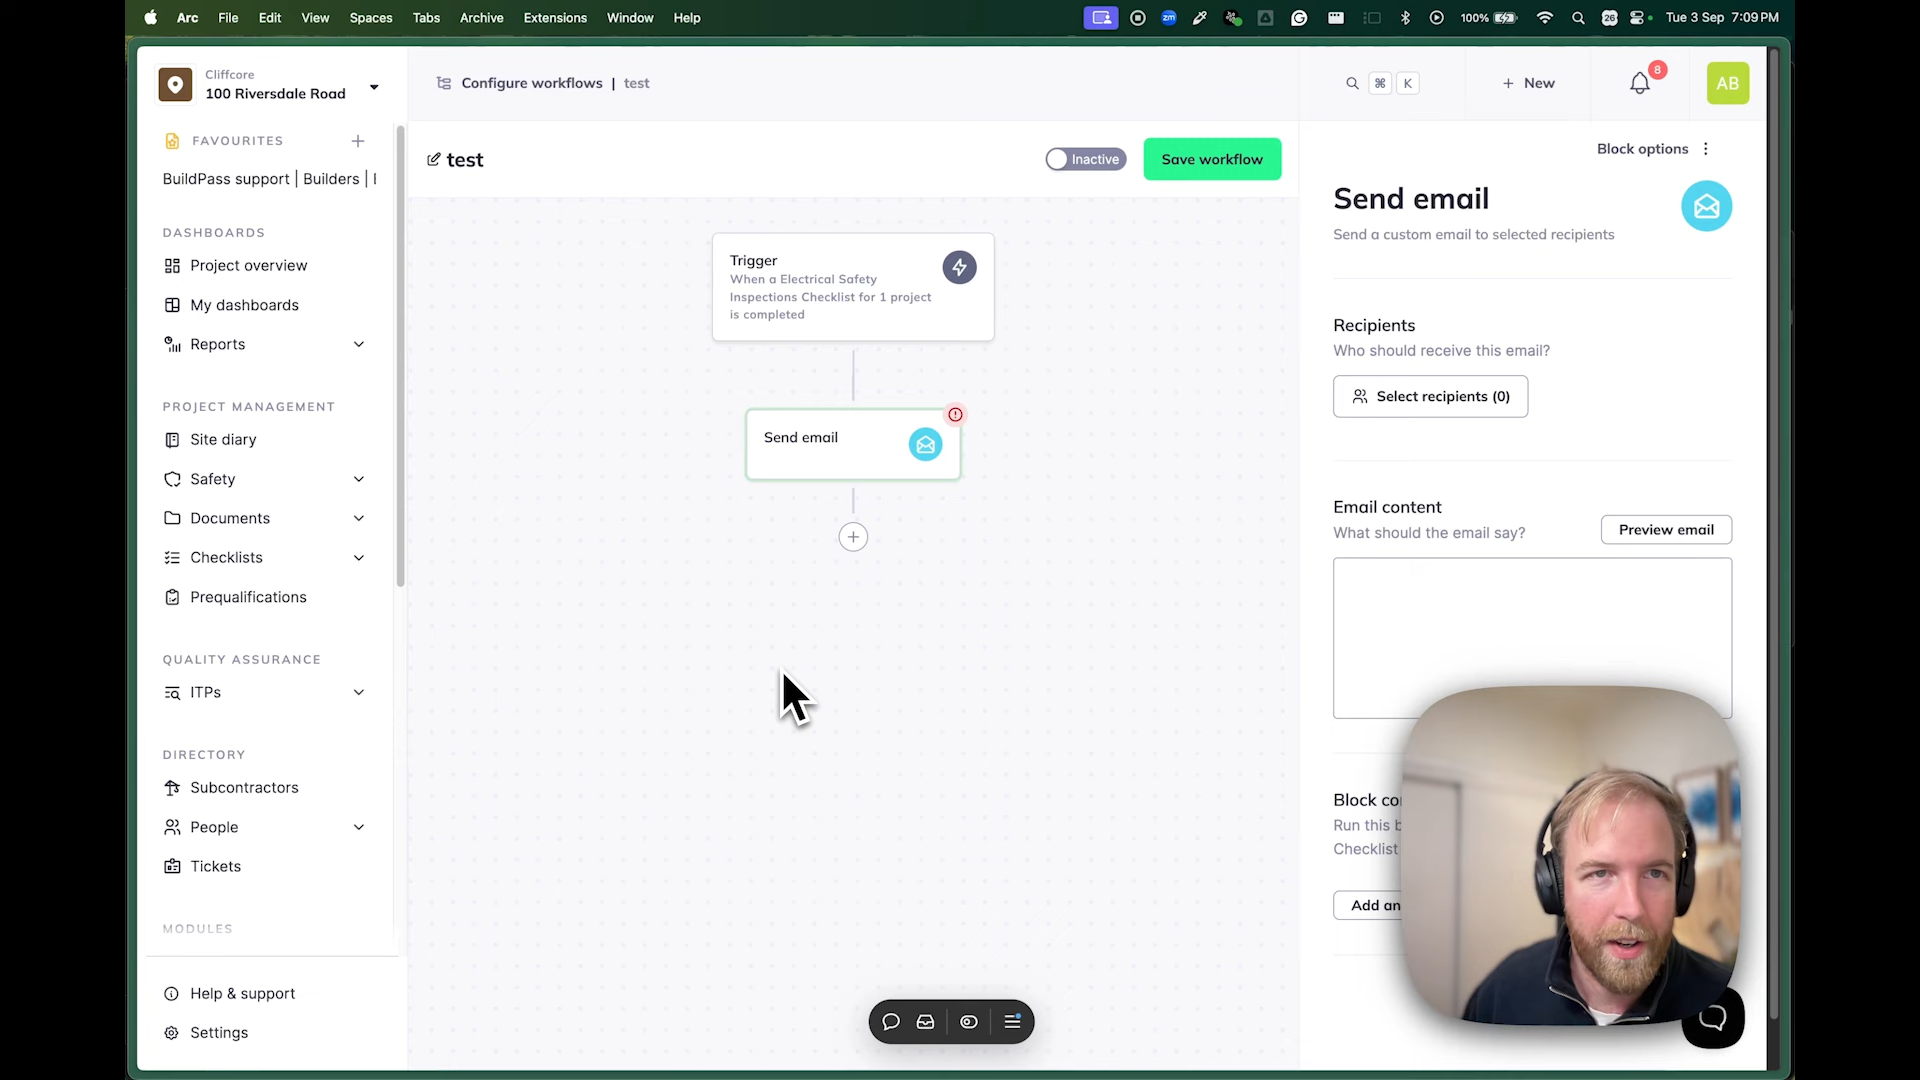 Arc File Edit View Spaces Tabs Archive Extensions Window Help
zm
100%
26
Tue 3 Sep 7:09 PM
Cliffcore
100 Riversdale Road
FAVOURITES
BuildPass support | Builders |
DASHBOARDS
Project overview
My dashboards
Reports
PROJECT MANAGEMENT
Site diary
Safety
Documents
Checklists
Prequalifications
QUALITY ASSURANCE
ITPs
DIRECTORY
Subcontractors
People
Tickets
MODULES
Help & support
Settings
Configure workflows | test
⌘ K
+ New
8
AB
test
Inactive
Save workflow
Trigger
When a Electrical Safety
Inspections Checklist for 1 project
is completed
Send email
Block options
Send email
Send a custom email to selected recipients
Recipients
Who should receive this email?
Select recipients (0)
Email content
What should the email say?
Preview email
Block
Run this
Checklist
Add